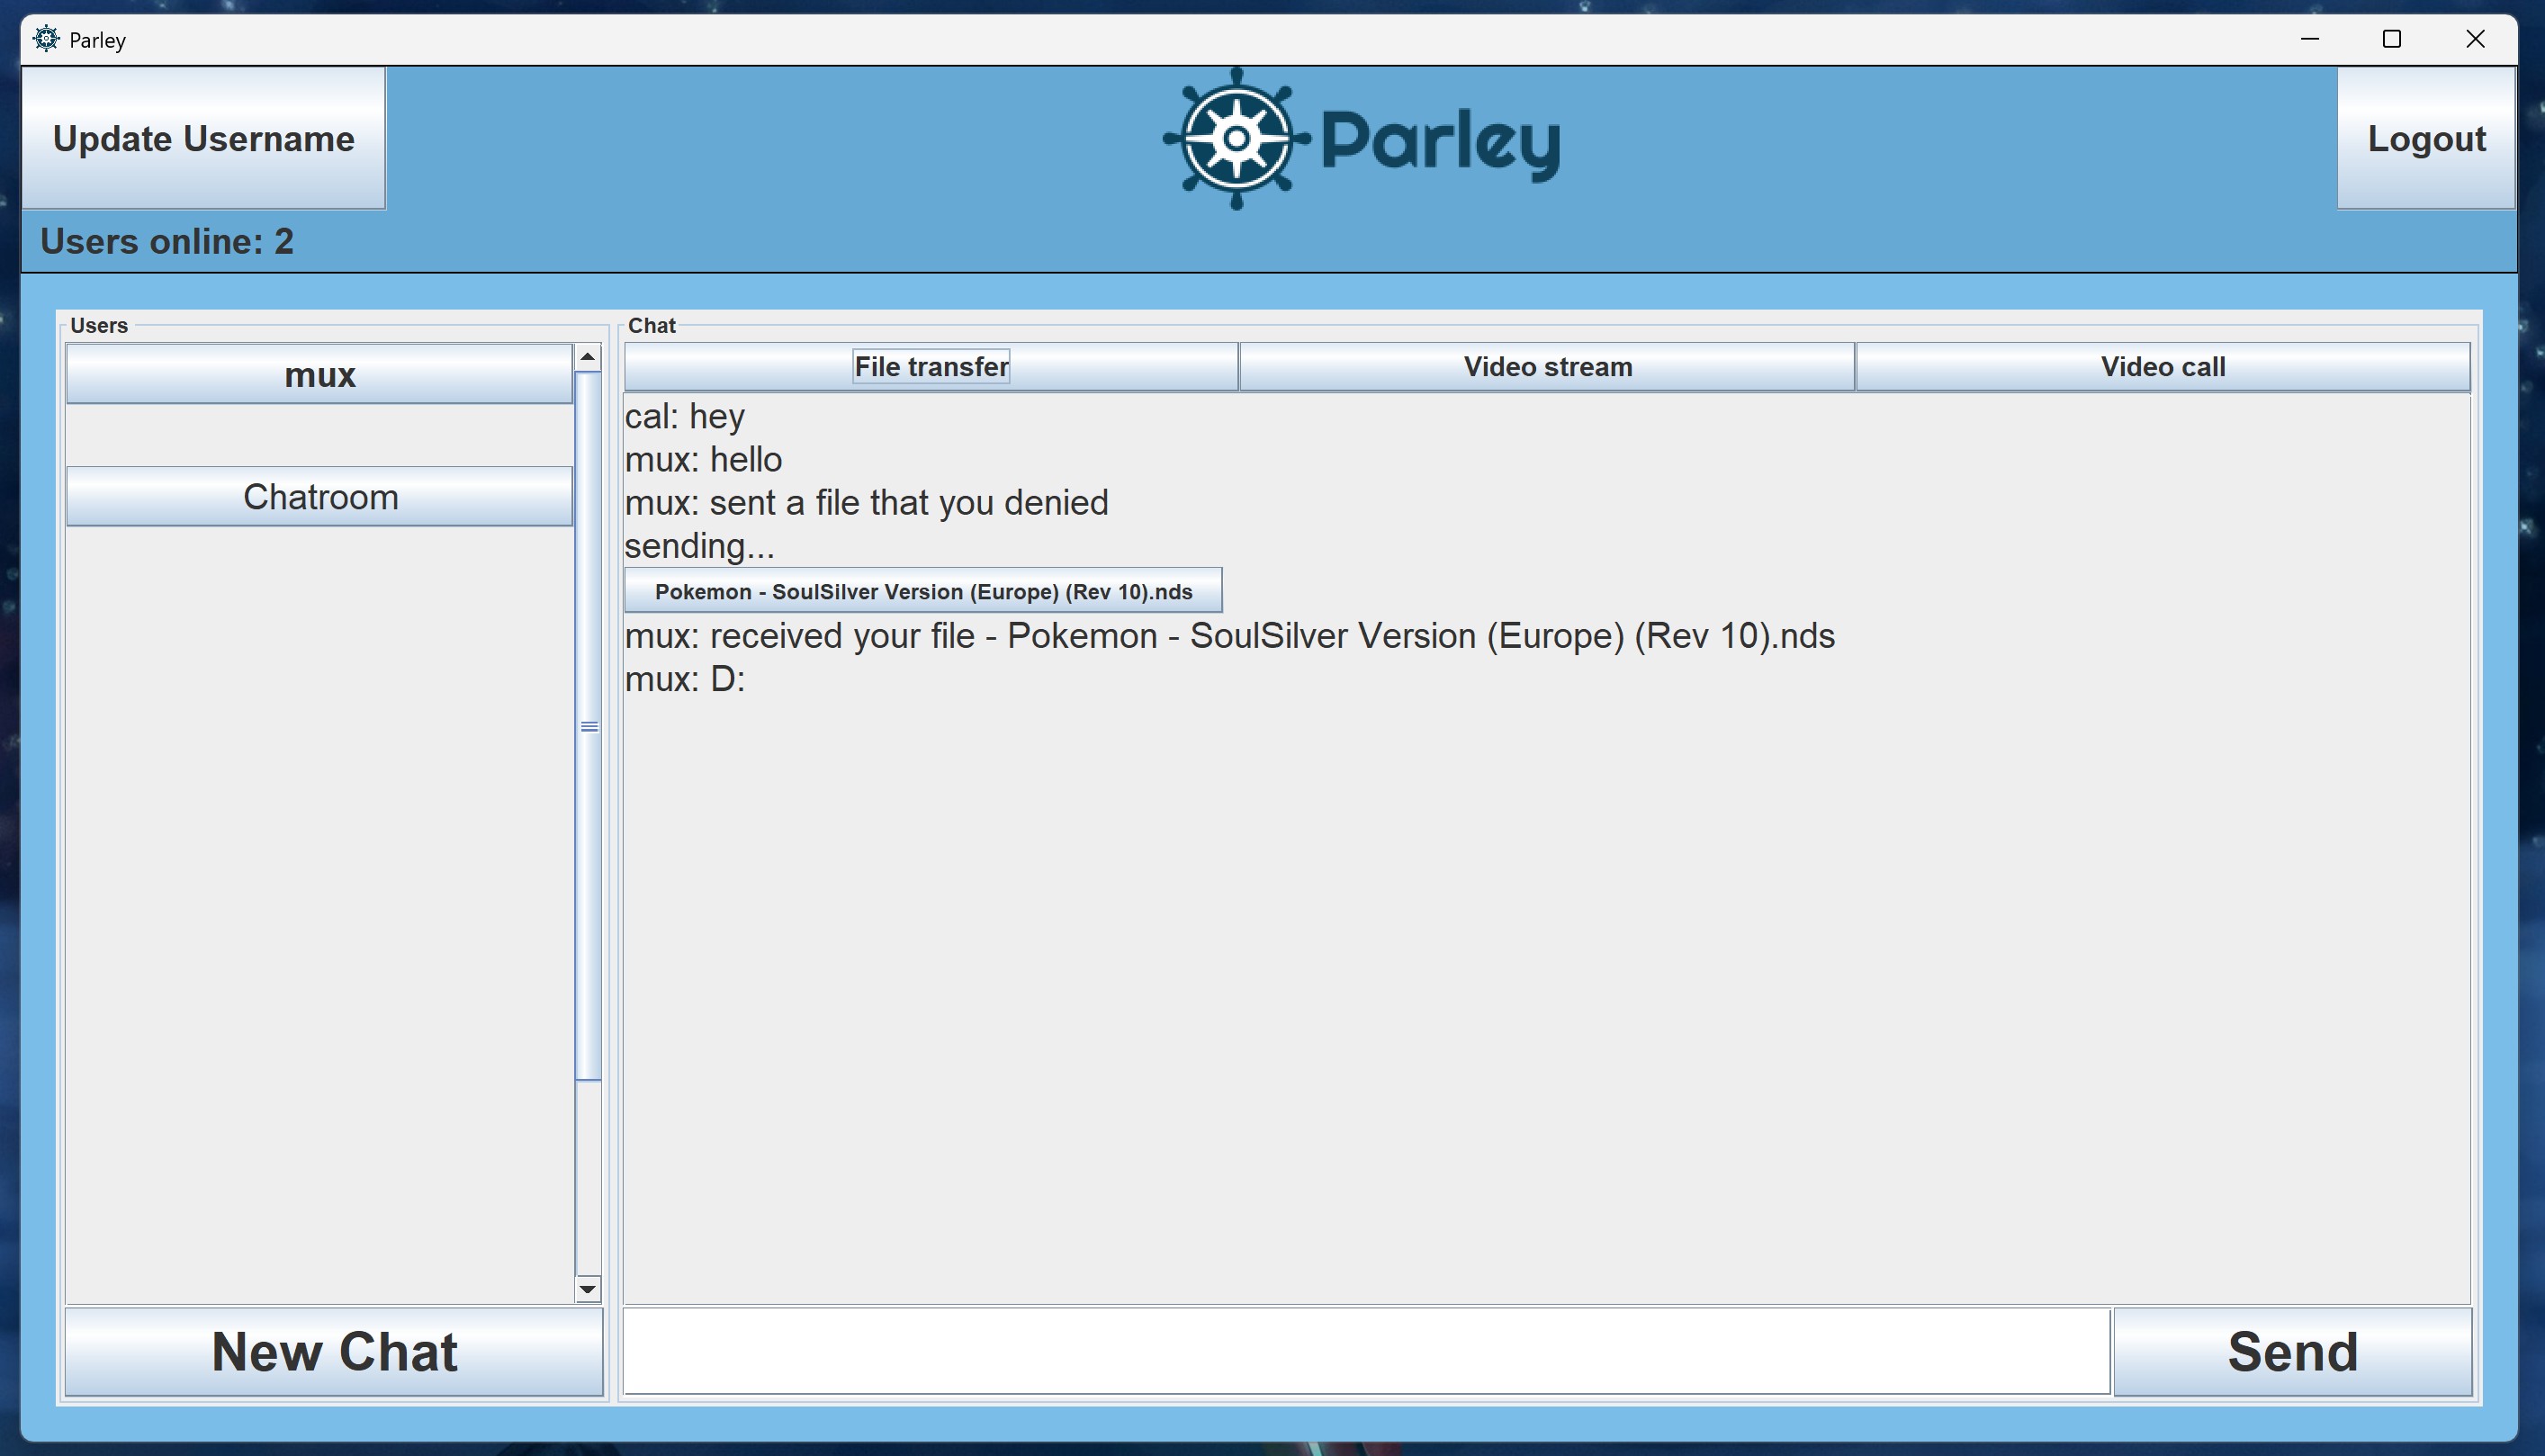 Parley
Update Username
Parley
Logout
Users online: 2
Users
mux
Chatroom
New Chat
Chat
File transfer
Video stream
Video call
cal: hey
mux: hello
mux: sent a file that you denied
sending...
Pokemon - SoulSilver Version (Europe) (Rev 10).nds
mux: received your file - Pokemon - SoulSilver Version (Europe) (Rev 10).nds
mux: D:
Send